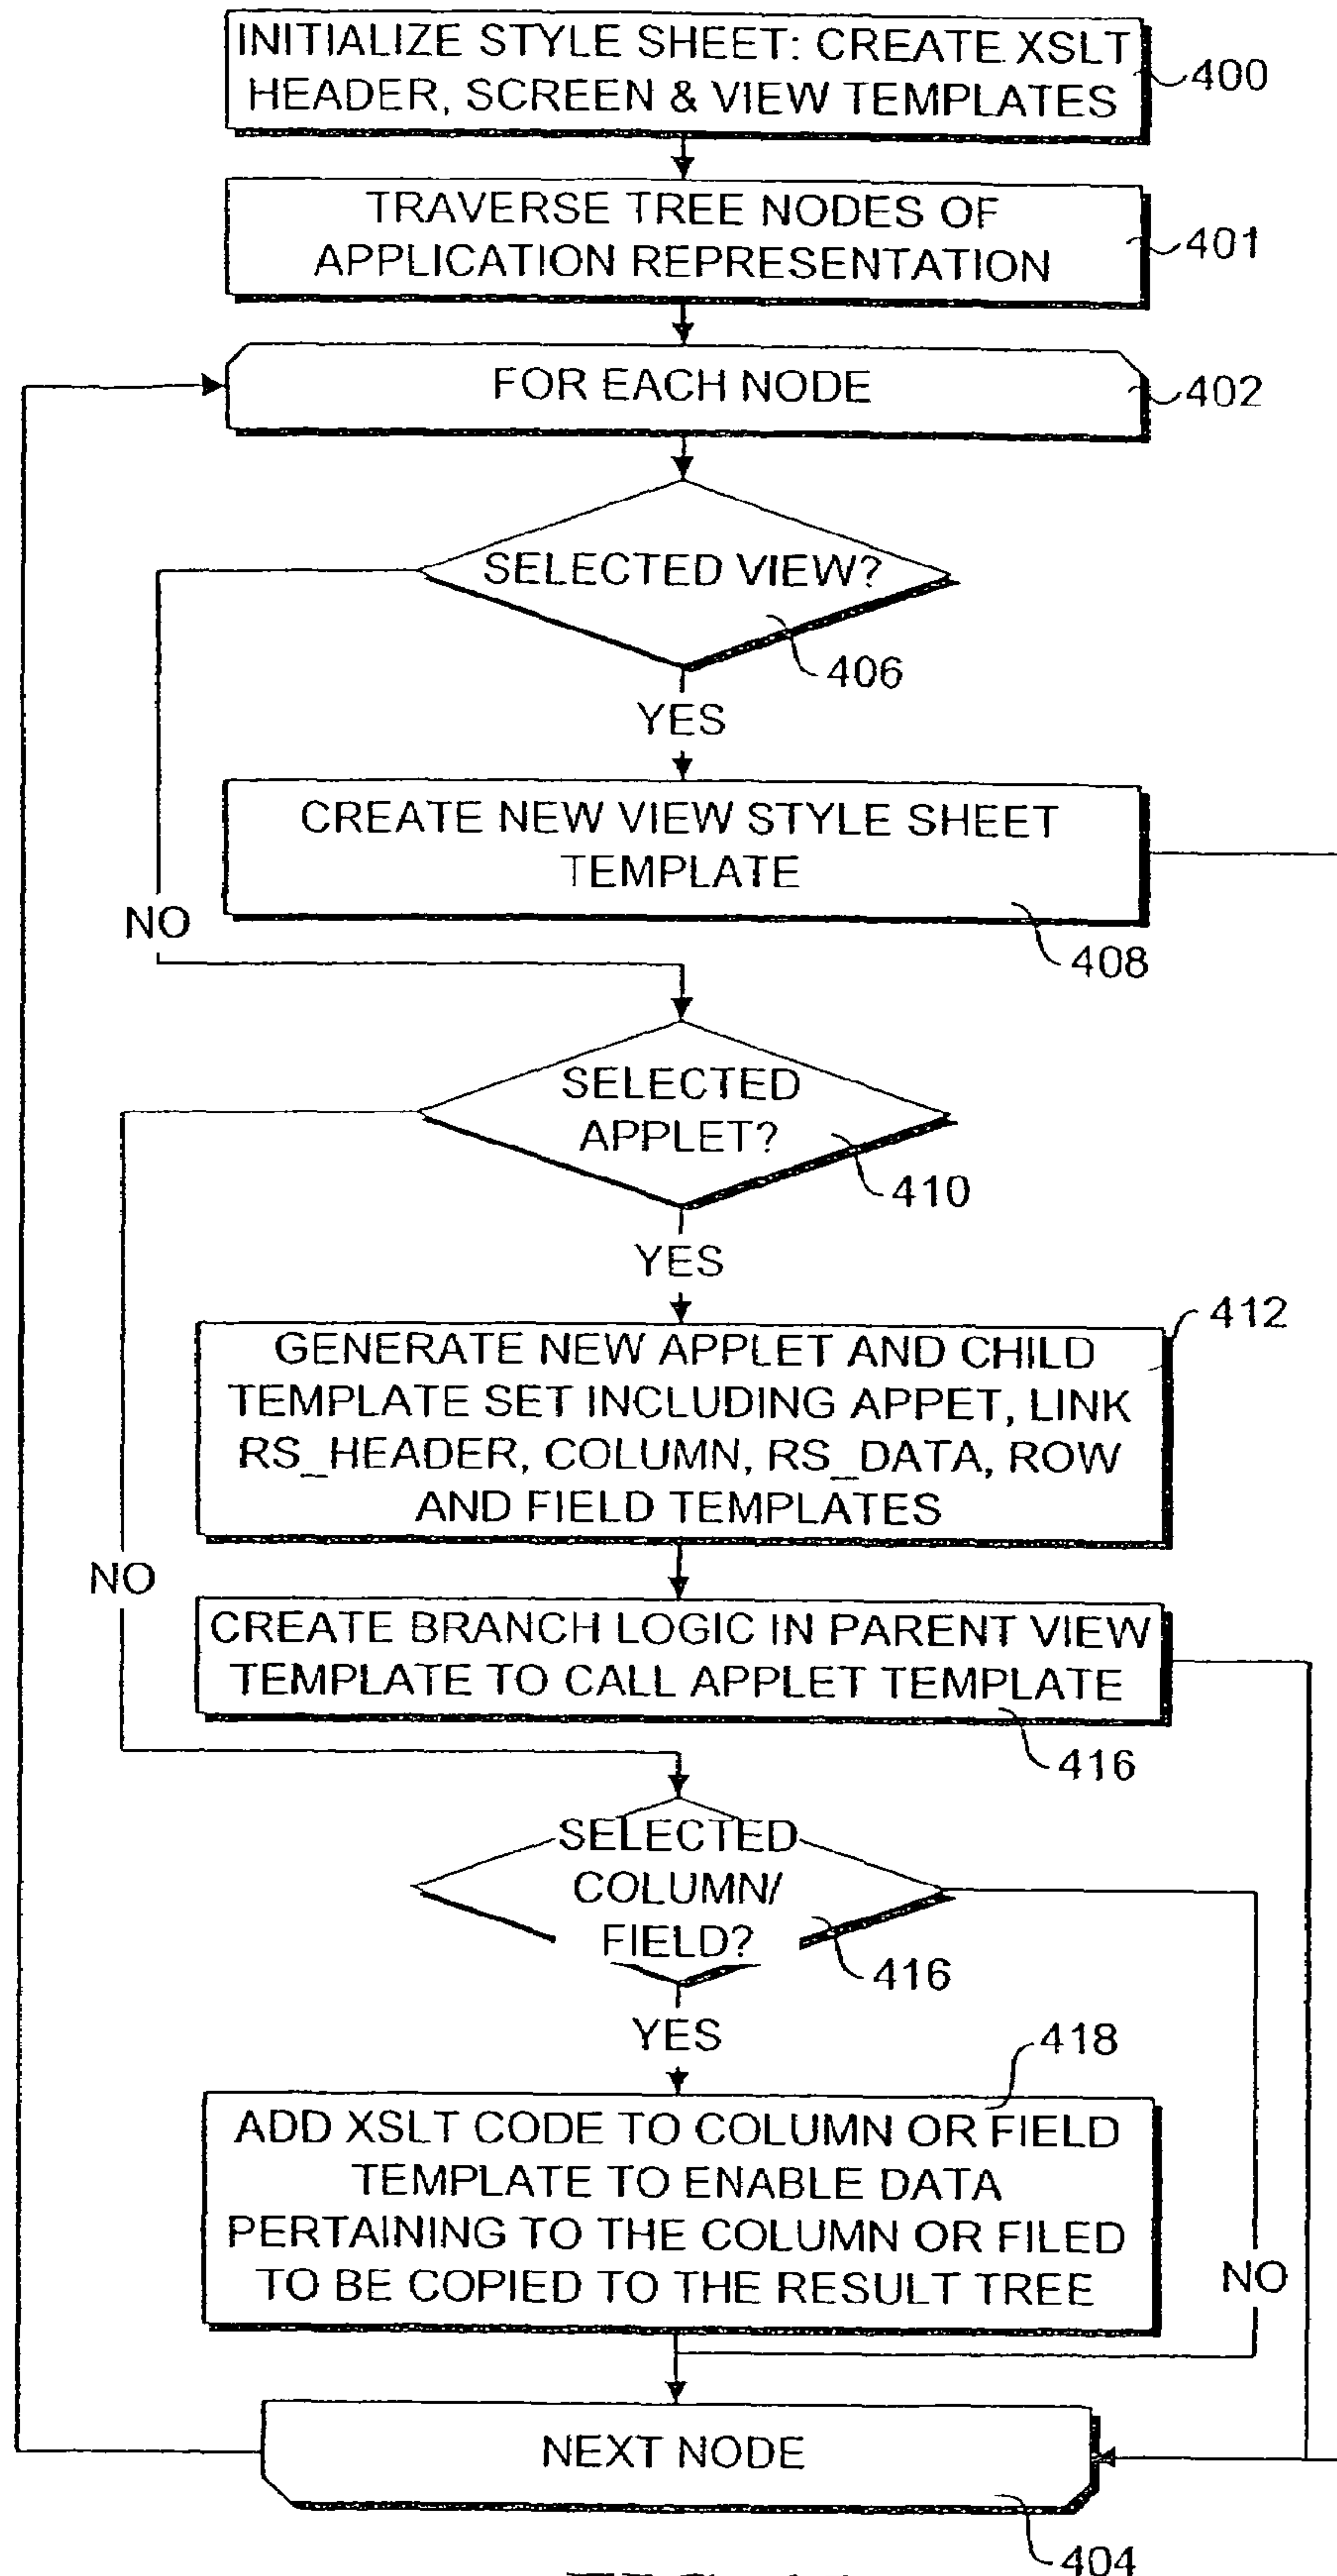 INITIALIZE STYLE SHEET: CREATE XSLT
HEADER, SCREEN & VIEW TEMPLATES
400
TRAVERSE TREE NODES OF
APPLICATION REPRESENTATION
401
FOR EACH NODE
402
SELECTED VIEW?
406
YES
CREATE NEW VIEW STYLE SHEET
TEMPLATE
NO
408
SELECTED
APPLET?
410
YES
412
GENERATE NEW APPLET AND CHILD
TEMPLATE SET INCLUDING APPET, LINK
RS_HEADER, COLUMN, RS_DATA, ROW
AND FIELD TEMPLATES
NO
CREATE BRANCH LOGIC IN PARENT VIEW
TEMPLATE TO CALL APPLET TEMPLATE
416
SELECTED
COLUMN/
FIELD?
416
YES
418
ADD XSLT CODE TO COLUMN OR FIELD
TEMPLATE TO ENABLE DATA
PERTAINING TO THE COLUMN OR FILED
TO BE COPIED TO THE RESULT TREE
NO
NEXT NODE
404